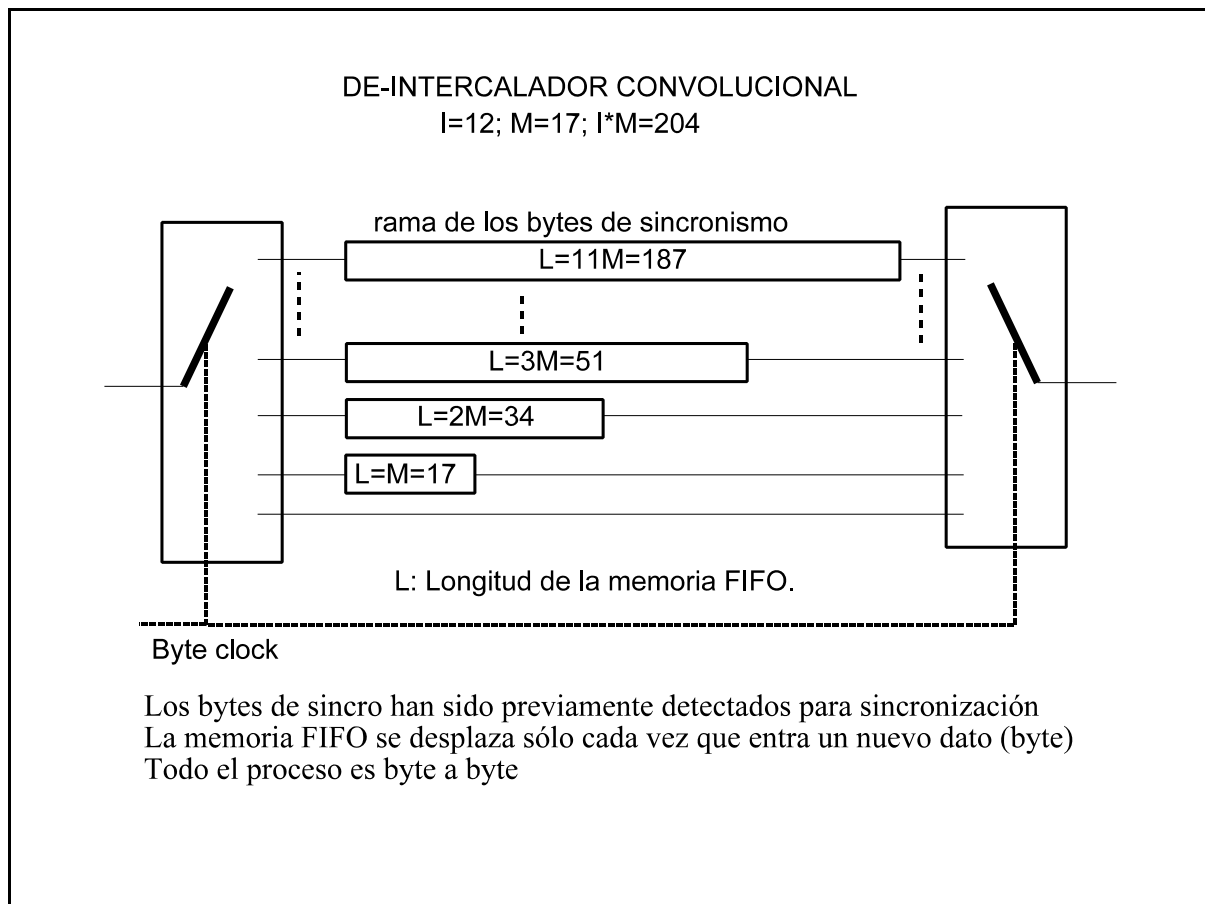 DE-INTERCALADOR CONVOLUCIONAL
I=12; M=17; I*M=204
rama de los bytes de sincronismo
L=11M=187
L=3M=51
L=2M=34
L=M=17
L: Longitud de la memoria FIFO.
Byte clock
Los bytes de sincro han sido previamente detectados para sincronización
La memoria FIFO se desplaza sólo cada vez que entra un nuevo dato (byte)
Todo el proceso es byte a byte